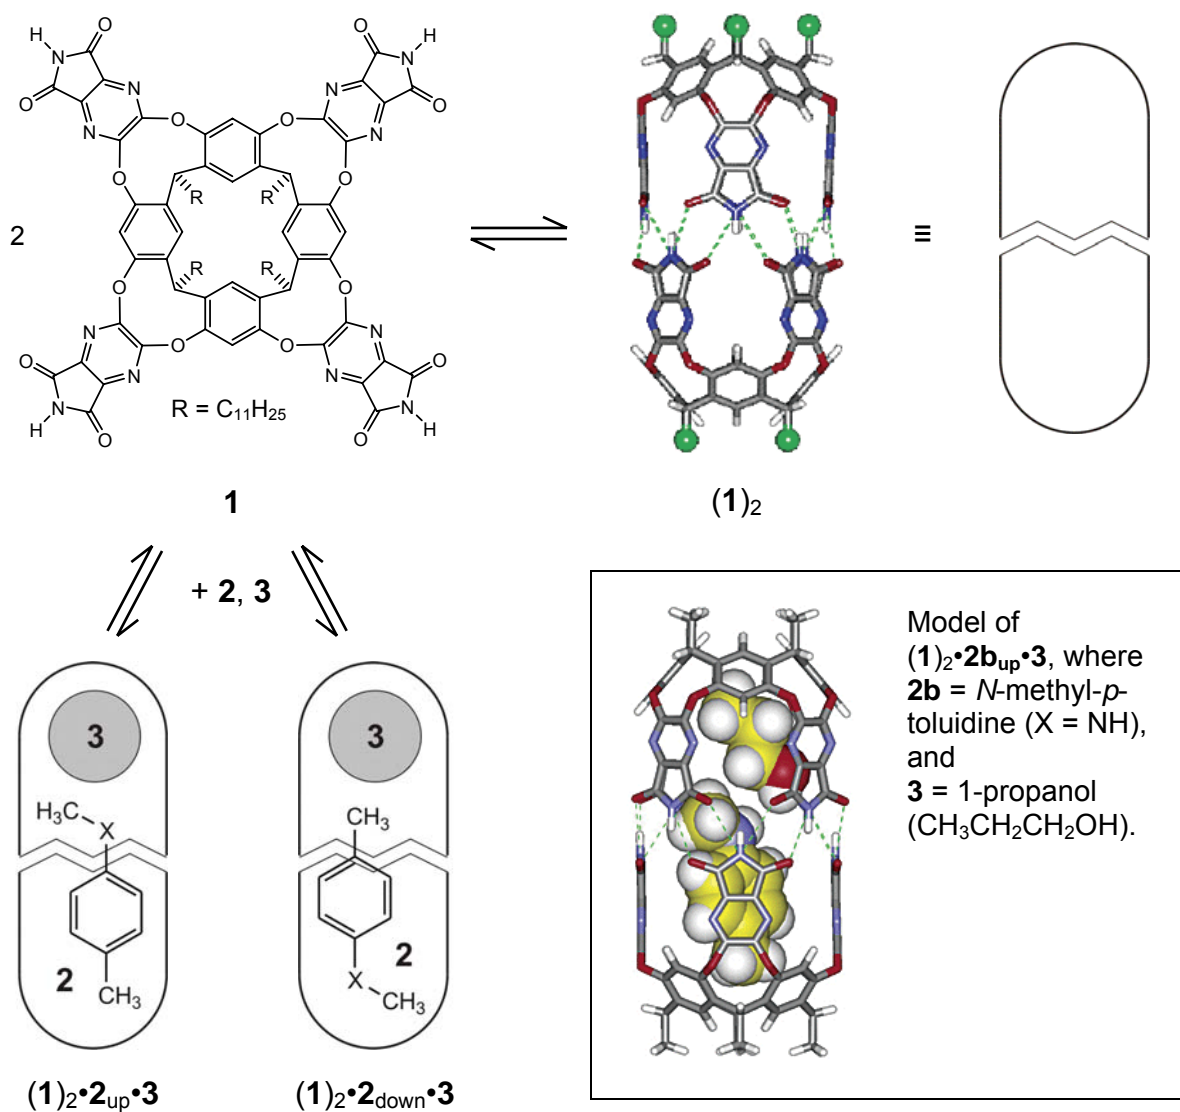 2
H
N
O
O
N
N
O
O
O
O
N
N
O
O
N
H
O
O
R
R
R
R
O
O
N
N
O
O
N
H
O
O
O
O
N
N
O
O
N
H
R = C₁₁H₂₅
1
(1)₂
≡
+ 2, 3
3
H₃C
X
2
CH₃
(1)₂•2up•3
3
CH₃
2
X
CH₃
(1)₂•2down•3
Model of
(1)₂•2bup•3, where
2b = N-methyl-p-
toluidine (X = NH),
and
3 = 1-propanol
(CH3CH₂CH₂OH).